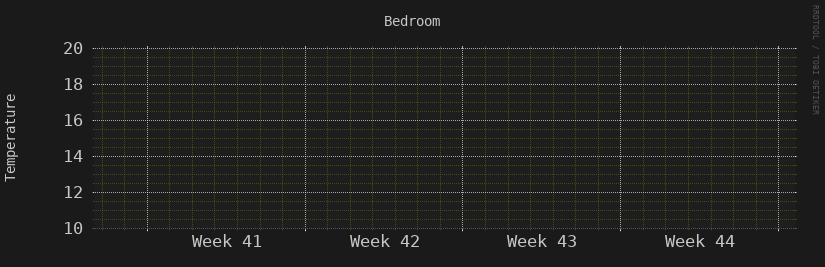 Bedroom
RRDTOOL / TOBI OETIKER
Temperature
20
18
16
14
12
10
Week 41 Week 42 Week 43 Week 44